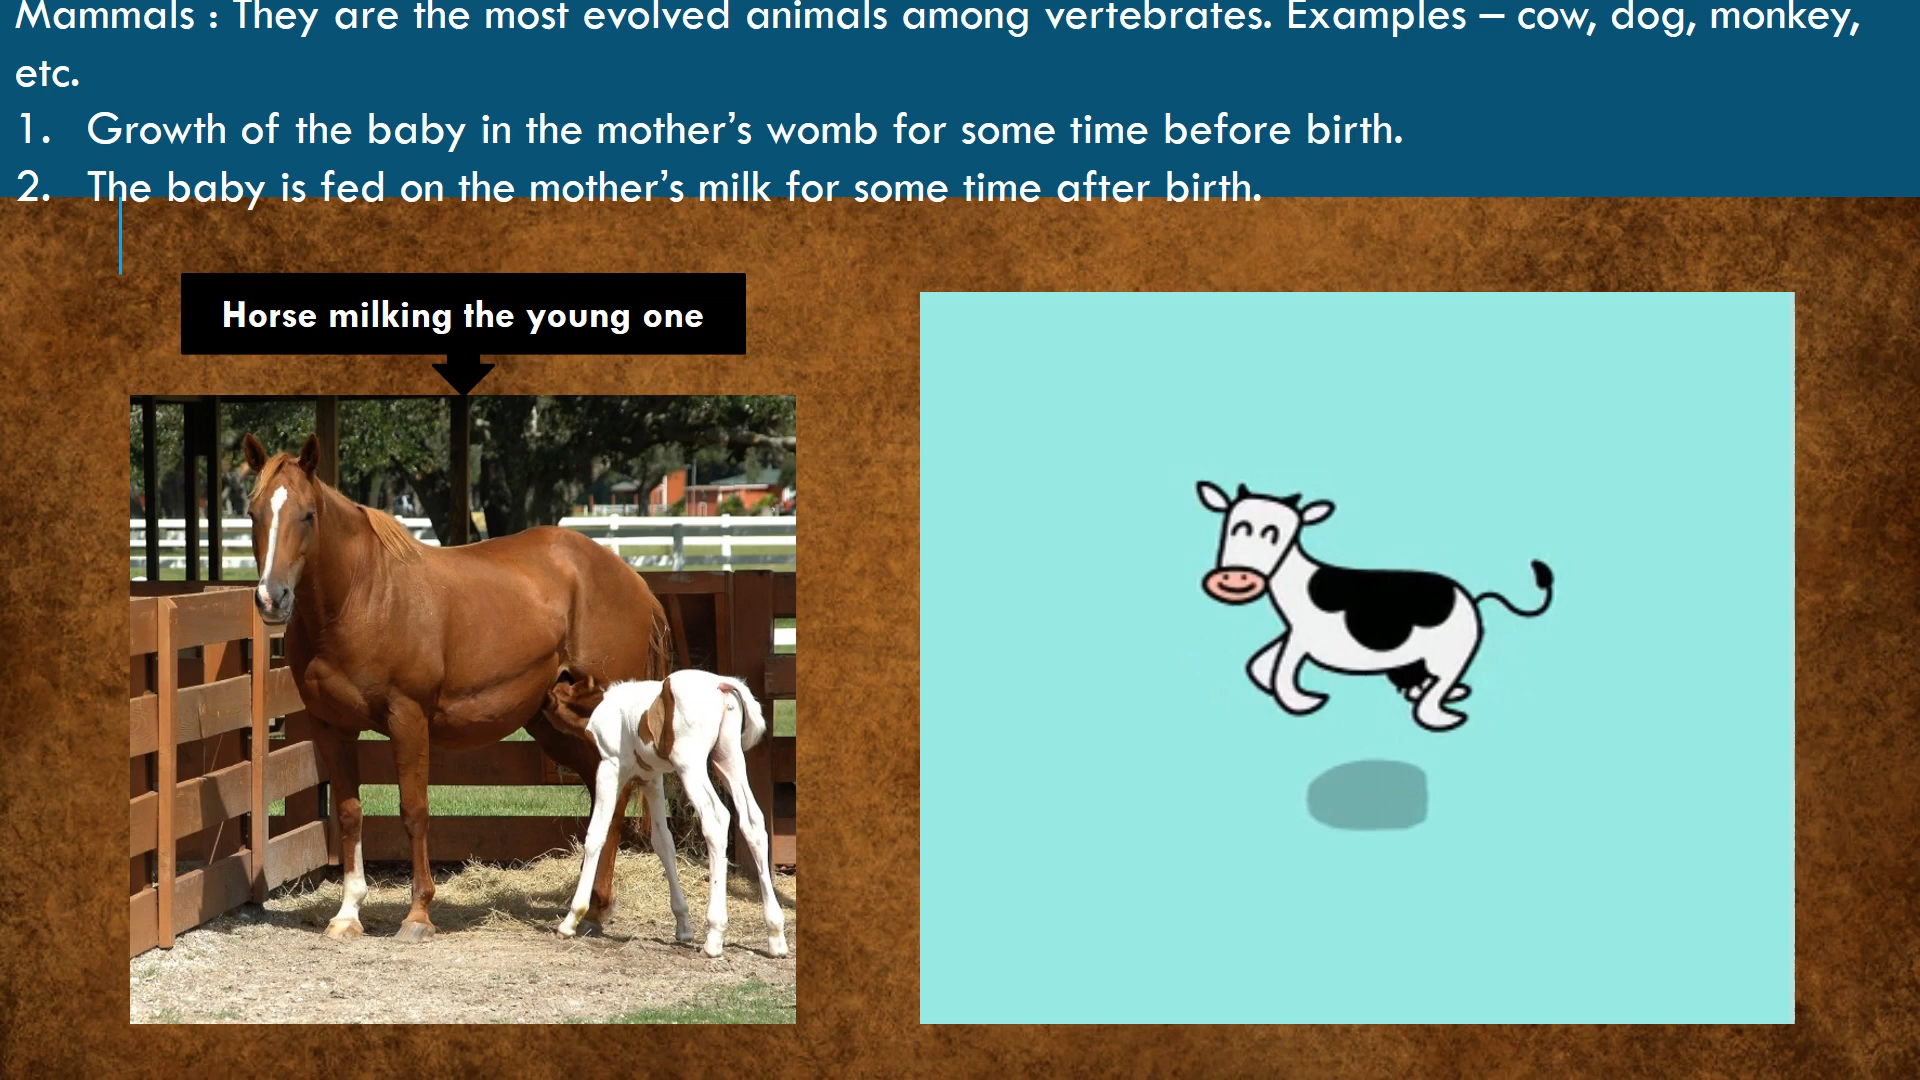 Mammals : They are the most evolved animals among vertebrates. Examples – cow, dog, monkey,
etc.
1. Growth of the baby in the mother’s womb for some time before birth.
2. The baby is fed on the mother’s milk for some time after birth.
Horse milking the young one